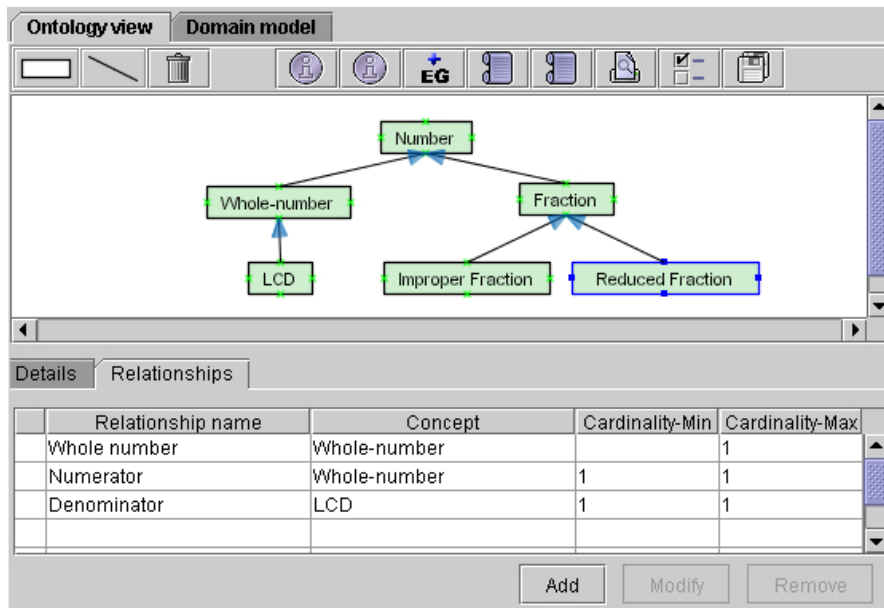 Ontology view Domain model
EG
Number
Whole-number Fraction
LCD Improper Fraction Reduced Fraction
Details Relationships
Relationship name Concept Cardinality-Min Cardinality-Max
Whole number Whole-number 1
Numerator Whole-number 1 1
Denominator LCD 1 1
Add Modify Remove